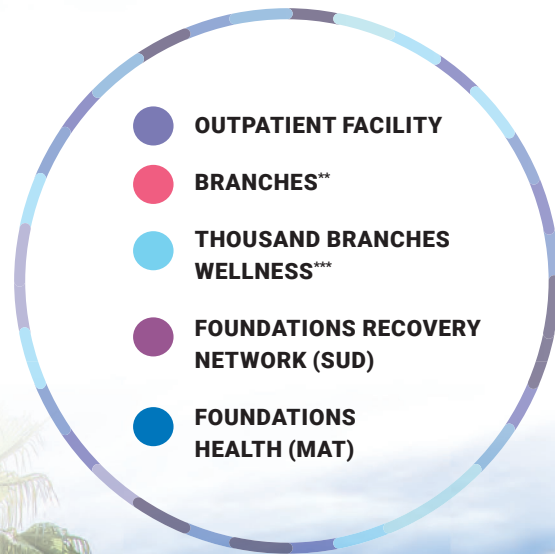 OUTPATIENT FACILITY
BRANCHES**
THOUSAND BRANCHES
WELLNESS***
FOUNDATIONS RECOVERY
NETWORK (SUD)
FOUNDATIONS
HEALTH (MAT)